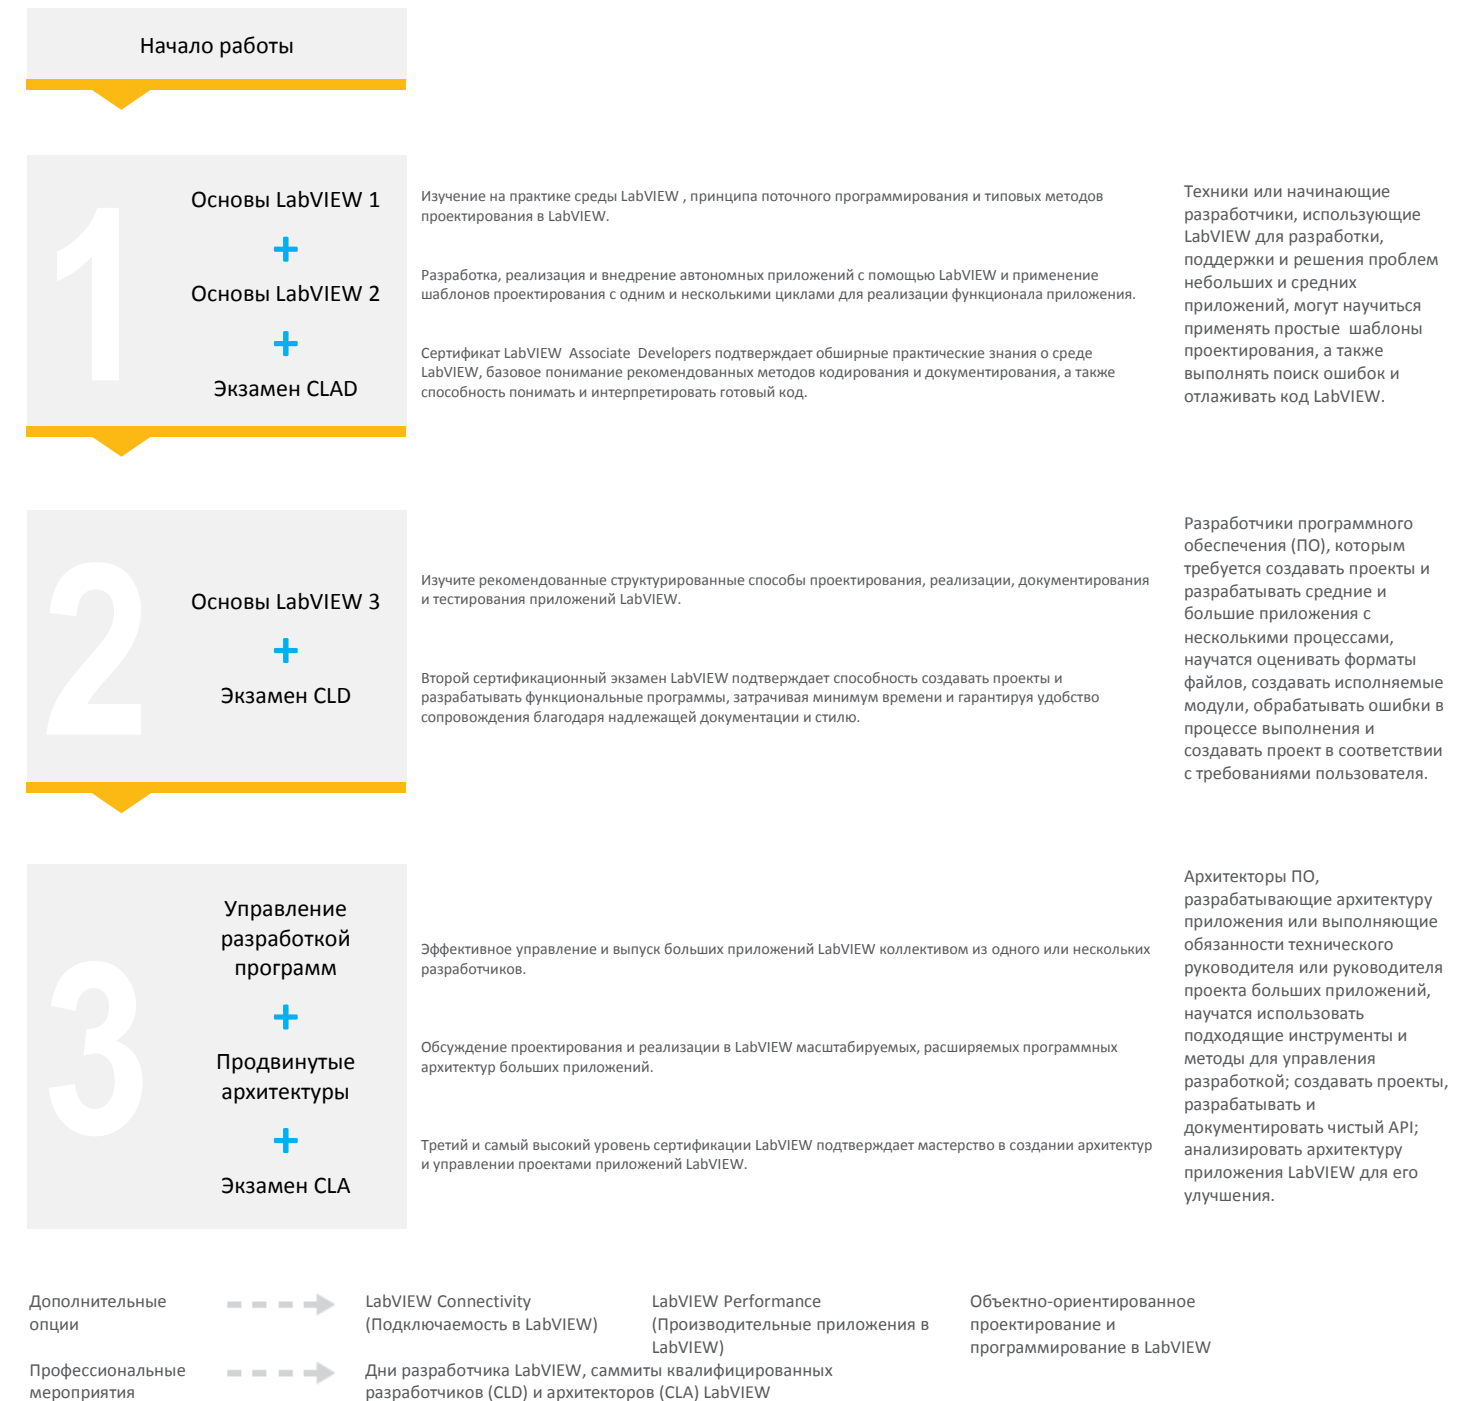 Начало работы
1
Основы LabVIEW 1
+
Основы LabVIEW 2
+
Экзамен CLAD
Изучение на практике среды LabVIEW , принципа поточного программирования и типовых методов
проектирования в LabVIEW.
Разработка, реализация и внедрение автономных приложений с помощью LabVIEW и применение
шаблонов проектирования с одним и несколькими циклами для реализации функционала приложения.
Сертификат LabVIEW  Associate  Developers подтверждает обширные практические знания о среде
LabVIEW, базовое понимание рекомендованных методов кодирования и документирования, а также
способность понимать и интерпретировать готовый код.
Техники или начинающие
разработчики, использующие
LabVIEW для разработки,
поддержки и решения проблем
небольших и средних
приложений, могут научиться
применять простые  шаблоны
проектирования, а также
выполнять поиск ошибок и
отлаживать код LabVIEW.
2
Основы LabVIEW 3
+
Экзамен CLD
Изучите рекомендованные структурированные способы проектирования, реализации, документирования
и тестирования приложений LabVIEW.
Второй сертификационный экзамен LabVIEW подтверждает способность создавать проекты и
разрабатывать функциональные программы, затрачивая минимум времени и гарантируя удобство
сопровождения благодаря надлежащей документации и стилю.
Разработчики программного
обеспечения (ПО), которым
требуется создавать проекты и
разрабатывать средние и
большие приложения с
несколькими процессами,
научатся оценивать форматы
файлов, создавать исполняемые
модули, обрабатывать ошибки в
процессе выполнения и
создавать проект в соответствии
с требованиями пользователя.
3
Управление
разработкой
программ
+
Продвинутые
архитектуры
+
Экзамен CLA
Эффективное управление и выпуск больших приложений LabVIEW коллективом из одного или нескольких
разработчиков.
Обсуждение проектирования и реализации в LabVIEW масштабируемых, расширяемых программных
архитектур больших приложений.
Третий и самый высокий уровень сертификации LabVIEW подтверждает мастерство в создании архитектур
и управлении проектами приложений LabVIEW.
Архитекторы ПО,
разрабатывающие архитектуру
приложения или выполняющие
обязанности технического
руководителя или руководителя
проекта больших приложений,
научатся использовать
подходящие инструменты и
методы для управления
разработкой; создавать проекты,
разрабатывать и
документировать чистый API;
анализировать архитектуру
приложения LabVIEW для его
улучшения.
Дополнительные
опции
LabVIEW Connectivity
(Подключаемость в LabVIEW)
LabVIEW Performance
(Производительные приложения в
LabVIEW)
Объектно-ориентированное
проектирование и
программирование в LabVIEW
Профессиональные
мероприятия
Дни разработчика LabVIEW, саммиты квалифицированных
разработчиков (CLD) и архитекторов (CLA) LabVIEW